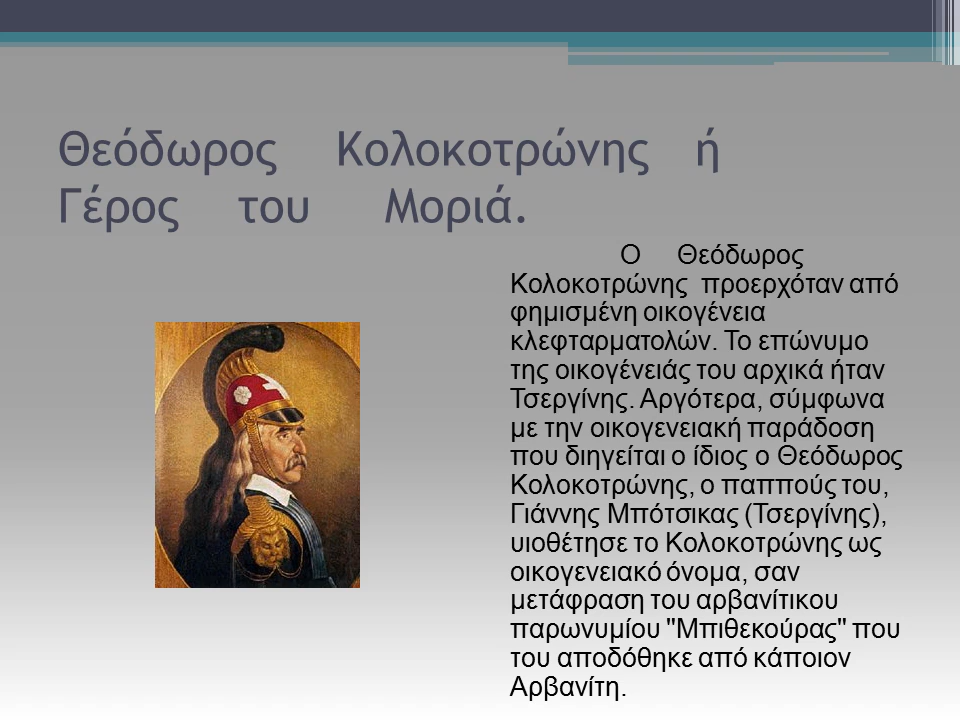 Θεόδωρος Κολοκοτρώνης ή
Γέρος του Μοριά.
Ο Θεόδωρος
Κολοκοτρώνης προερχόταν από
φημισμένη οικογένεια
κλεφταρματολών. Το επώνυμο
της οικογένειάς του αρχικά ήταν
Τσεργίνης. Αργότερα, σύμφωνα
με την οικογενειακή παράδοση
που διηγείται ο ίδιος ο Θεόδωρος
Κολοκοτρώνης, ο παππούς του,
Γιάννης Μπότσικας (Τσεργίνης),
υιοθέτησε το Κολοκοτρώνης ως
οικογενειακό όνομα, σαν
μετάφραση του αρβανίτικου
παρωνυμίου "Μπιθεκούρας" που
του αποδόθηκε από κάποιον
Αρβανίτη.